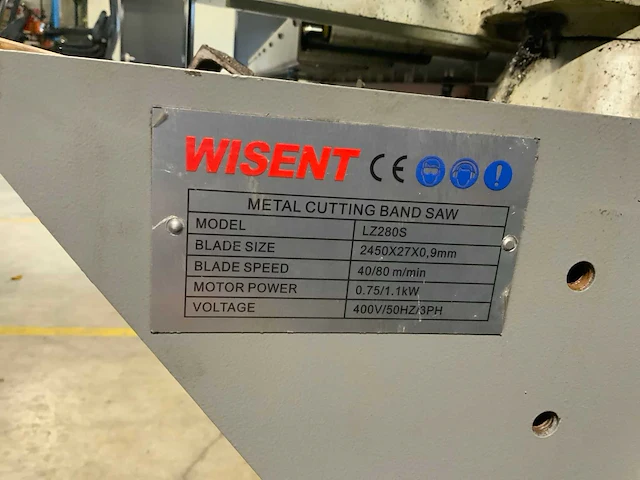 WISENT CE
METAL CUTTING BAND SAW
MODEL LZ280S
BLADE SIZE 2450X27X0,9mm
BLADE SPEED 40/80 m/min
MOTOR POWER 0.75/1.1kW
VOLTAGE 400V/50HZ/3PH